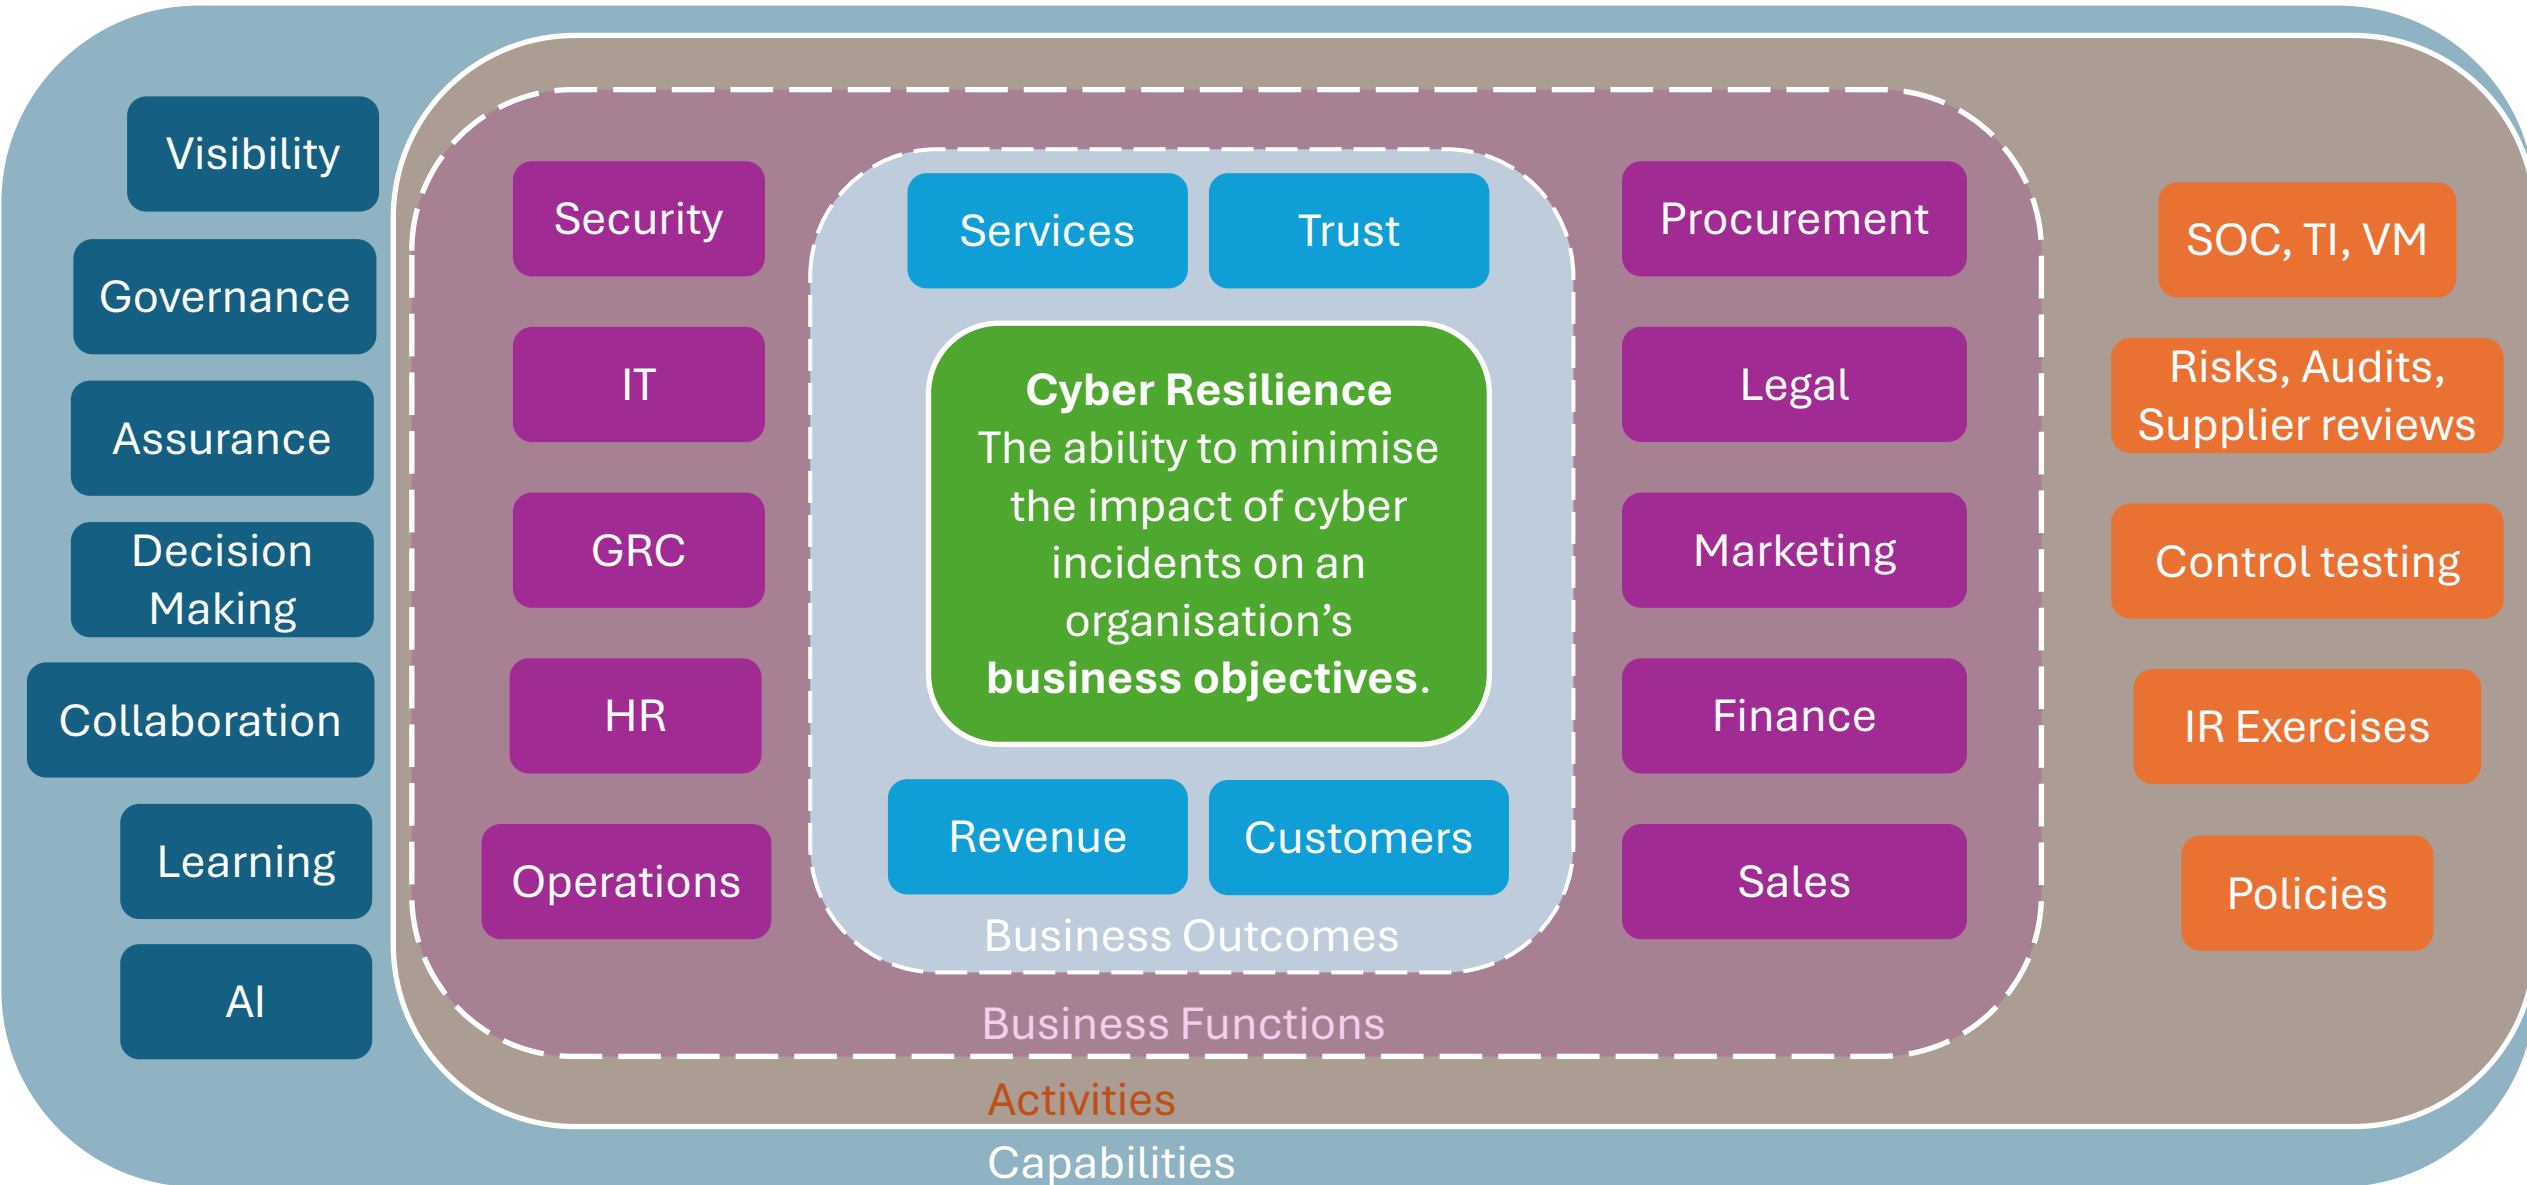 Visibility
Governance
Assurance
Decision
Making
Collaboration
Learning
AI
Security
IT
GRC
HR
Operations
Services
Trust
Cyber Resilience
The ability to minimise
the impact of cyber
incidents on an
organisation’s
business objectives.
Revenue
Customers
Business Outcomes
Procurement
Legal
Marketing
Finance
Sales
Business Functions
SOC, TI, VM
Risks, Audits,
Supplier reviews
Control testing
IR Exercises
Policies
Activities
Capabilities